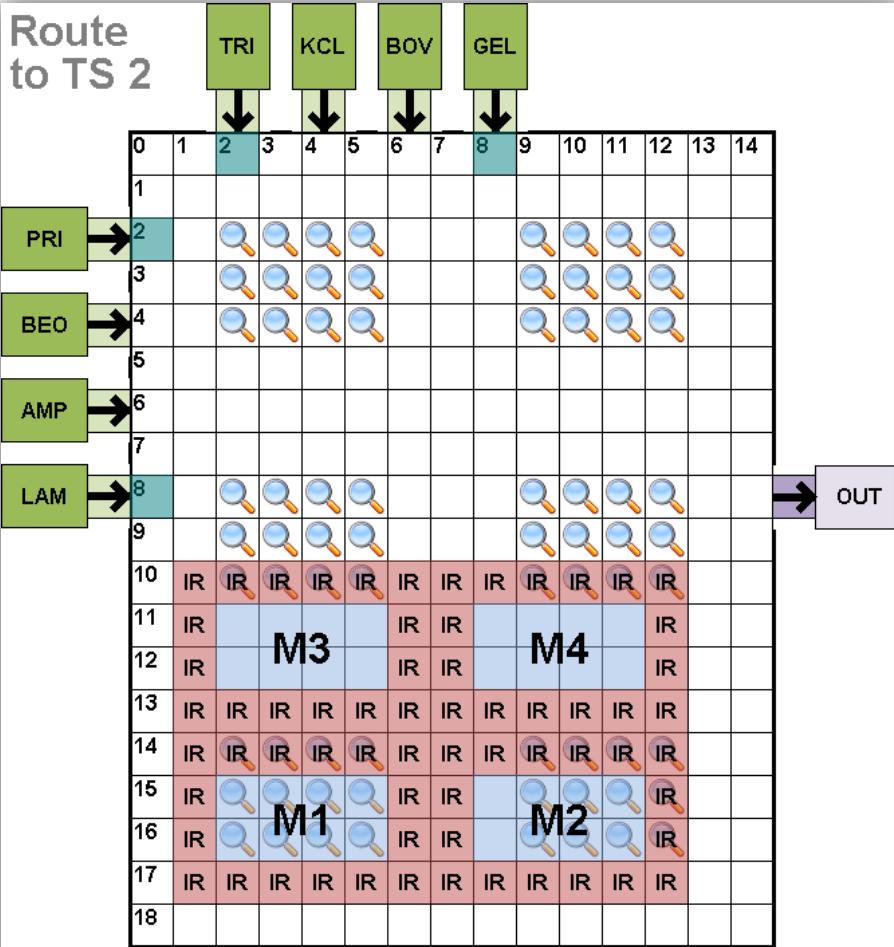 Route
to TS 2
TRI KCL BOV GEL
0 1 2 3 4 5 6 7 8 9 10 11 12 13 14
1
PRI 2
3
BEO 4
5
AMP 6
7
LAM 8 OUT
9
10 IR IR IR IR IR IR IR IR IR IR IR IR
11 IR IR IR IR
M3 M4
12 IR IR IR IR
13 IR IR IR IR IR IR IR IR IR IR IR IR
14 IR IR IR IR IR IR IR IR IR IR IR IR
15 IR IR IR IR
M1 M2
16 IR IR IR IR
17 IR IR IR IR IR IR IR IR IR IR IR IR
18